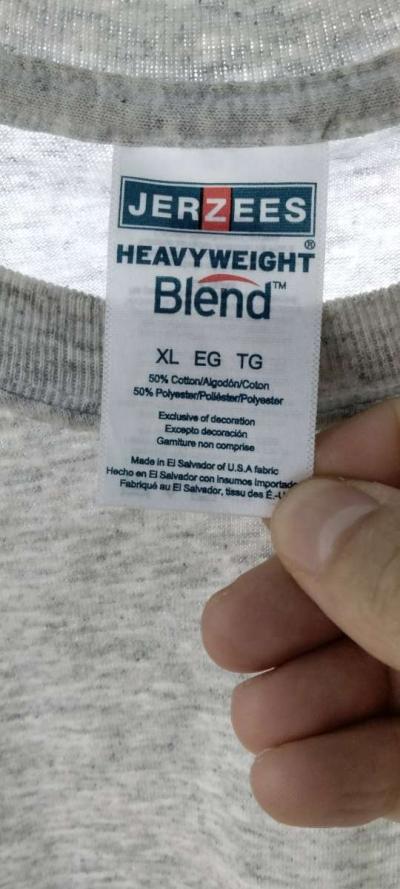 JERZEES
HEAVYWEIGHT®
Blend™
XL EG TG
50% Cotton/Algodón/Coton
50% Polyester/Poliéster/Polyester
Exclusive of decoration
Excepto decoración
Garniture non comprise
Made in El Salvador of U.S.A fabric
Hecho en El Salvador con insumos
Fabriqué au El Salvador, tissu des